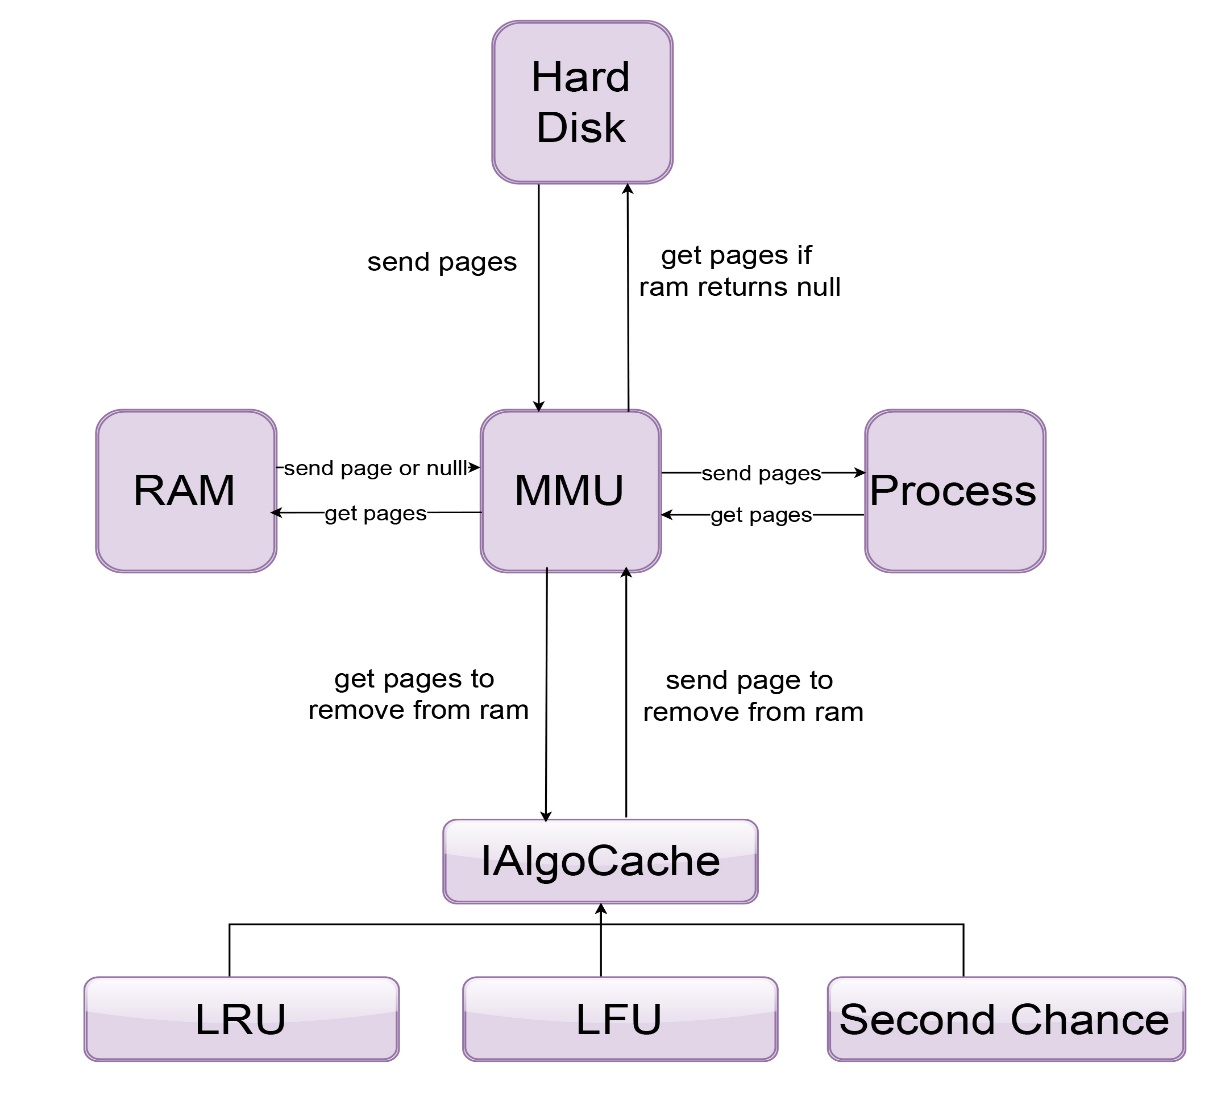 Hard
Disk
send pages
get pages if
ram returns null
RAM
send page or nulll
get pages
MMU
send pages
get pages
Process
get pages to
remove from ram
send page to
remove from ram
IAlgoCache
LRU
LFU
Second Chance